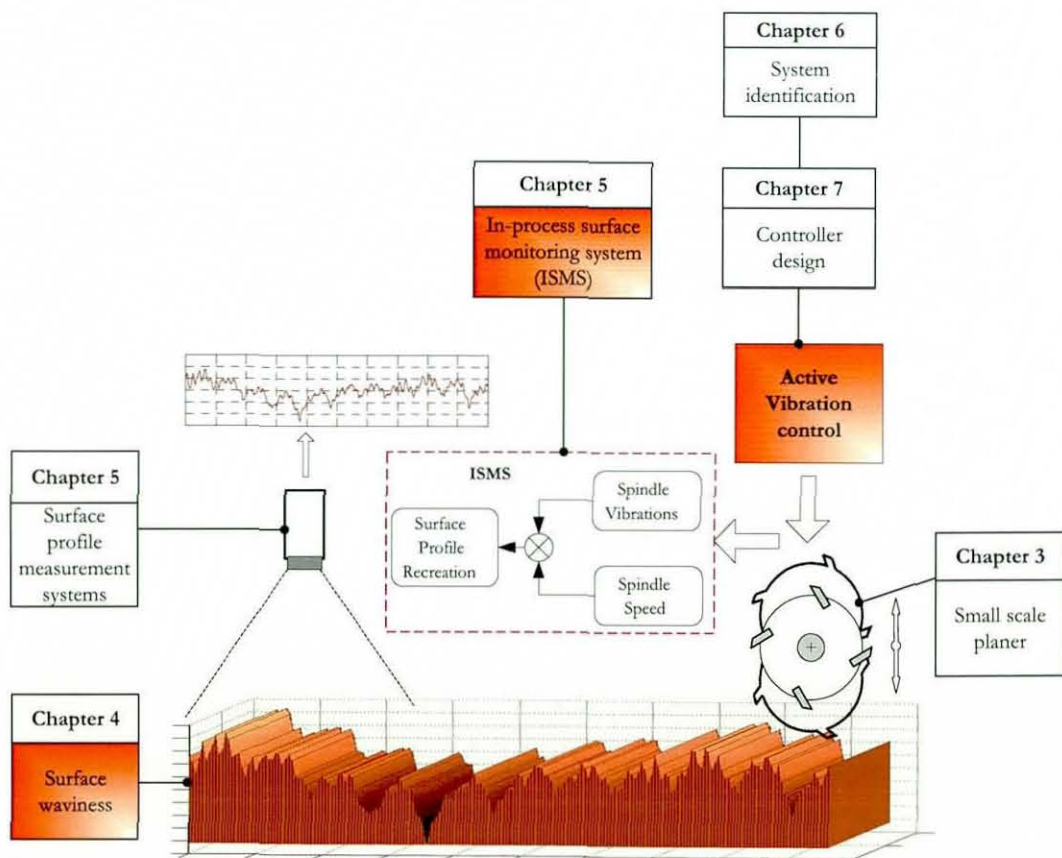 Chapter 6
System
identification
Chapter 5
In-process surface
monitoring system
(ISMS)
Chapter 7
Controller
design
Active
Vibration
control
Chapter 5
Surface
profile
measurement
systems
ISMS
Spindle
Vibrations
Surface
Profile
Recreation
Spindle
Speed
Chapter 3
Small scale
planer
Chapter 4
Surface
waviness